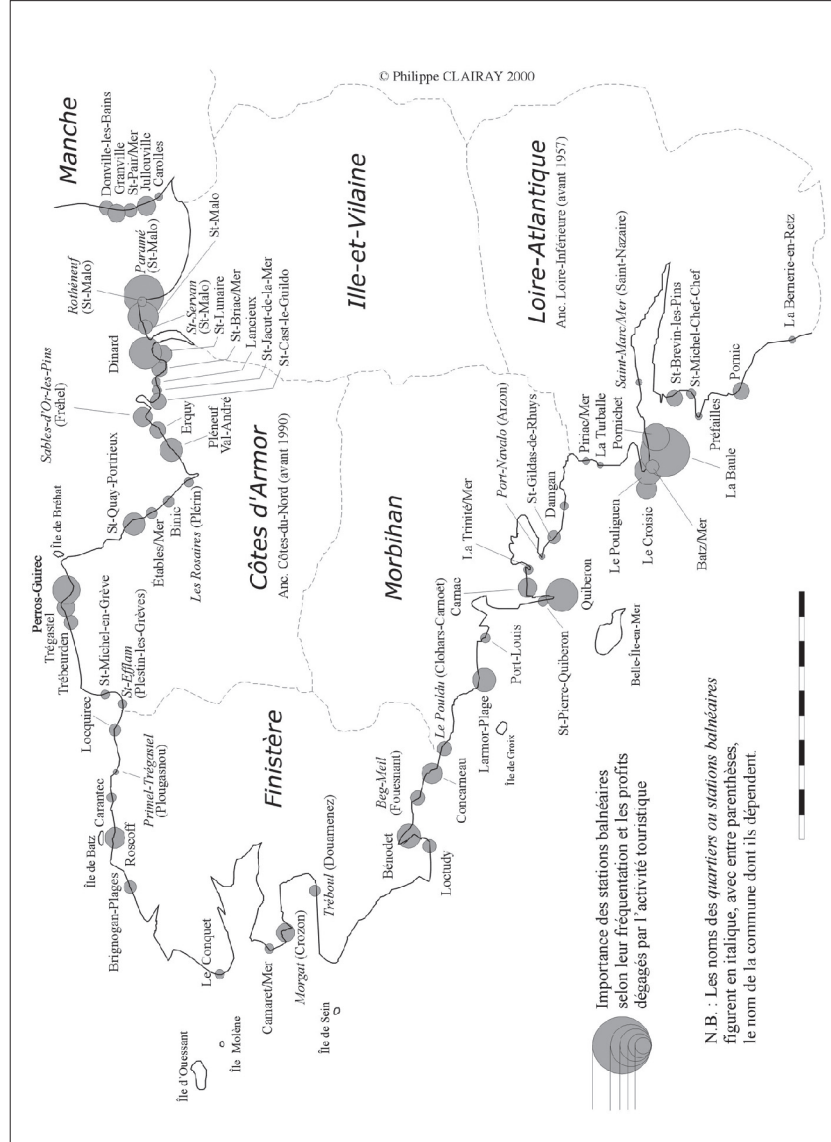 © Philippe CLAIRAY 2000
Manche
Donville-les-Bains
Granville
St-Pair/Mer
Jullouville
Carolles
St-Malo
Rothéneuf
(St-Malo)
Paramé
(St-Malo)
St-Servan
(St-Malo)
St-Lunaire
St-Briac/Mer
Lancieux
St-Jacut-de-la-Mer
St-Cast-le-Guildo
Dinard
Sables-d'Or-les-Pins
(Fréhel)
Erquy
Pléneuf
Val-André
St-Quay-Portrieux
Île de Bréhat
Étables/Mer
Binic
Les Rosaires (Plérin)
Perros-Guirec
Trégastel
Trébeurden
St-Michel-en-Grève
St-Efflam
(Plestin-les-Grèves)
Locquirec
Primel-Trégastel
(Plougasnou)
Carantec
Île de Batz
Roscoff
Brignogan-Plages
Le Conquet
Île d'Ouessant
Île Molène
Camaret/Mer
Morgat (Crozon)
Île de Sein
Tréboul (Douarnenez)
Ille-et-Vilaine
Côtes d'Armor
Anc. Côtes-du-Nord (avant 1990)
Finistère
Morbihan
Loire-Atlantique
Anc. Loire-Inférieure (avant 1957)
Bénodet
Loctudy
Beg-Meil
(Fouesnant)
Concarneau
Le Pouldu (Clohars-Carnoet)
Larmor-Plage
Île de Groix
Port-Louis
Carnac
La Trinité/Mer
St-Pierre-Quiberon
Quiberon
Belle-Île-en-Mer
Port-Navalo (Arzon)
St-Gildas-de-Rhuys
Damgan
Piriac/Mer
La Turballe
Pornichet
Saint-Marc/Mer (Saint-Nazaire)
Le Pouliguen
Le Croisic
Batz/Mer
La Baule
St-Brevin-les-Pins
St-Michel-Chef-Chef
Préfailles
Pornic
La Bernerie-en-Retz
Importance des stations balnéaires
selon leur fréquentation et les profits
dégagés par l'activité touristique
N.B. : Les noms des quartiers ou stations balnéaires
figurent en italique, avec entre parenthèses,
le nom de la commune dont ils dépendent.